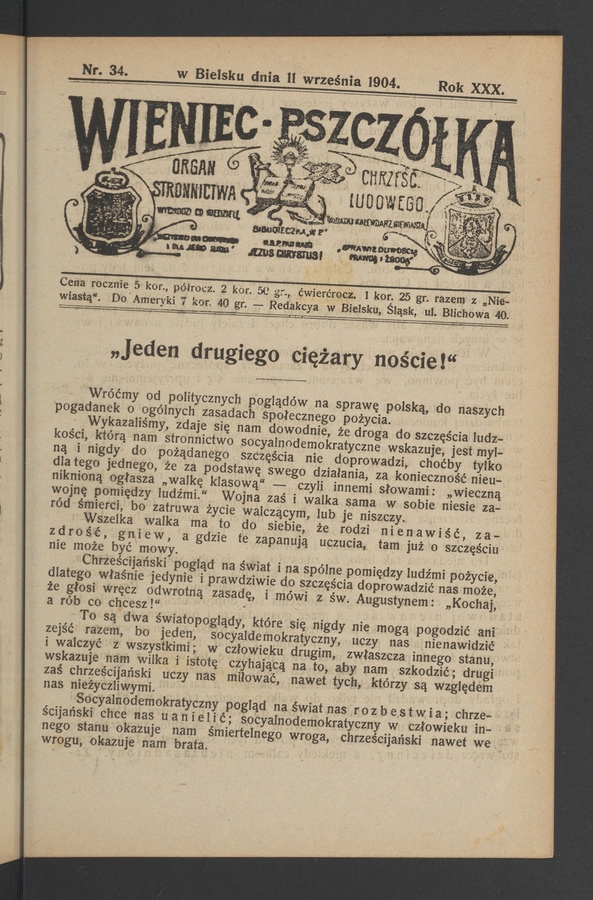 Nr. 34. w Bielsku dnia 11 września 1904. Rok XXX.
WIENIEC-PSZCZÓŁKA
ORGAN
STRONNICTWA
CHRZEŚC.
LUDOWEGO.
WYCHODZI CO NIEDZIELĘ
BIBLIOTECZKA „W P"
JEZUS CHRYSTUS!
PRAWDĄ i ZGODĄ
Cena rocznie 5 kor., półrocz. 2 kor. 50 gr., ćwierćrocz. 1 kor. 25 gr. razem z „Nie-
wiastą". Do Ameryki 7 kor. 40 gr. — Redakcya w Bielsku, Śląsk, ul. Blichowa 40.
„Jeden drugiego ciężary noście!"
Wróćmy od politycznych poglądów na sprawę polską, do naszych
pogadanek o ogólnych zasadach społecznego pożycia.
Wykazaliśmy, zdaje się nam dowodnie, że droga do szczęścia ludz-
kości, którą nam stronnictwo socyalnodemokratyczne wskazuje, jest myl-
ną i nigdy do pożądanego szczęścia nie doprowadzi, choćby tylko
dla tego jednego, że za podstawę swego działania, za konieczność nieu-
niknioną ogłasza „walkę klasową" — czyli innemi słowami: „wieczną
wojnę pomiędzy ludźmi." Wojna zaś i walka sama w sobie niesie za-
ród śmierci, bo zatruwa życie walczącym, lub je niszczy.
Wszelka walka ma to do siebie, że rodzi nienawiść, za-
zdrość, gniew, a gdzie te zapanują uczucia, tam już o szczęściu
nie może być mowy.
Chrześcijański pogląd na świat i na spólne pomiędzy ludźmi pożycie,
dlatego właśnie jedynie i prawdziwie do szczęścia doprowadzić nas może,
że głosi wręcz odwrotną zasadę, i mówi z św. Augustynem: „Kochaj,
a rób co chcesz!"
To są dwa światopoglądy, które się nigdy nie mogą pogodzić ani
zejść razem, bo jeden, socyaldemokratyczny, uczy nas nienawidzić
i walczyć z wszystkimi; w człowieku drugim, zwłaszcza innego stanu,
wskazuje nam wilka i istotę czyhającą na to, aby nam szkodzić; drugi
zaś chrześcijański uczy nas miłować, nawet tych, którzy są względem
nas nieżyczliwymi.
Socyalnodemokratyczny pogląd na świat nas rozbestwia; chrze-
ścijański chce nas uanielić; socyalnodemokratyczny w człowieku in-
nego stanu okazuje nam śmiertelnego wroga, chrześcijański nawet we
wrogu, okazuje nam brata.